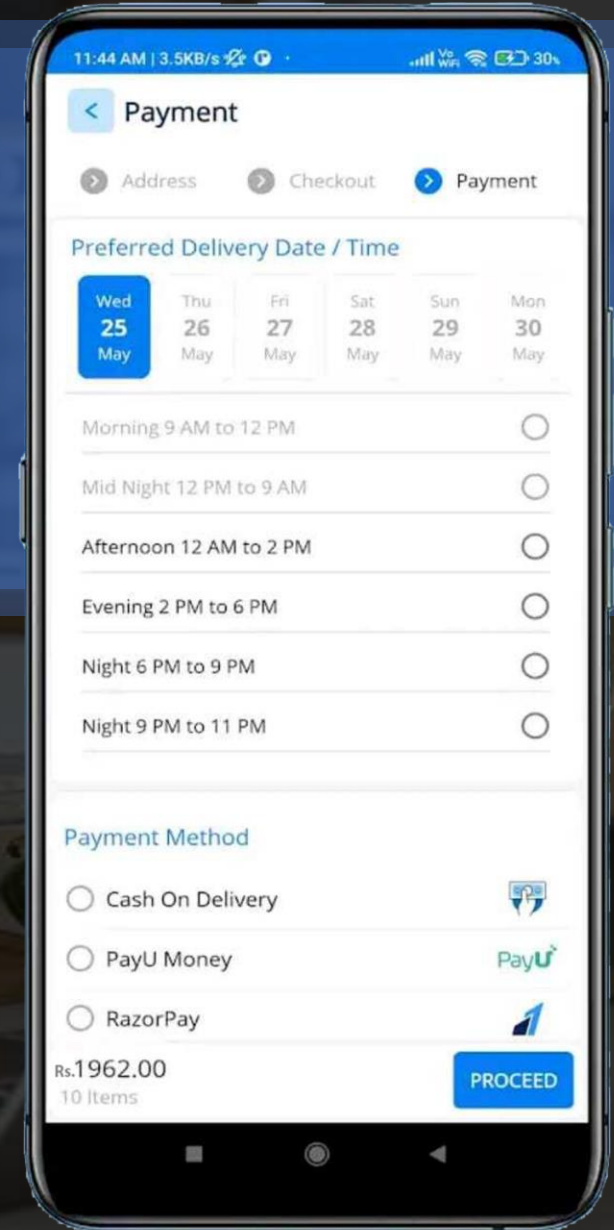 11:44 AM | 3.5KB/s
Vo
WiFi
30%
Payment
Address Checkout Payment
Preferred Delivery Date / Time
Wed Thu Fri Sat Sun Mon
25 26 27 28 29 30
May May May May May May
Morning 9 AM to 12 PM
Mid Night 12 PM to 9 AM
Afternoon 12 AM to 2 PM
Evening 2 PM to 6 PM
Night 6 PM to 9 PM
Night 9 PM to 11 PM
Payment Method
Cash On Delivery
PayU Money PayU
RazorPay
Rs.1962.00
10 Items
PROCEED